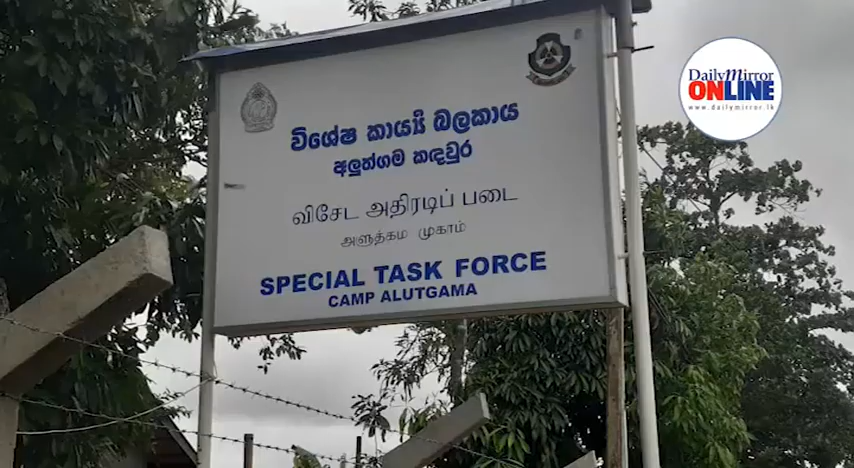 Daily Mirror
ONLINE
www.dailymirror.lk
විශේෂ කාර්ය්‍ය බලකාය
අලුත්ගම කඳවුර
விசேட அதிரடிப் படை
அளுத்கம முகாம்
SPECIAL TASK FORCE
CAMP ALUTGAMA